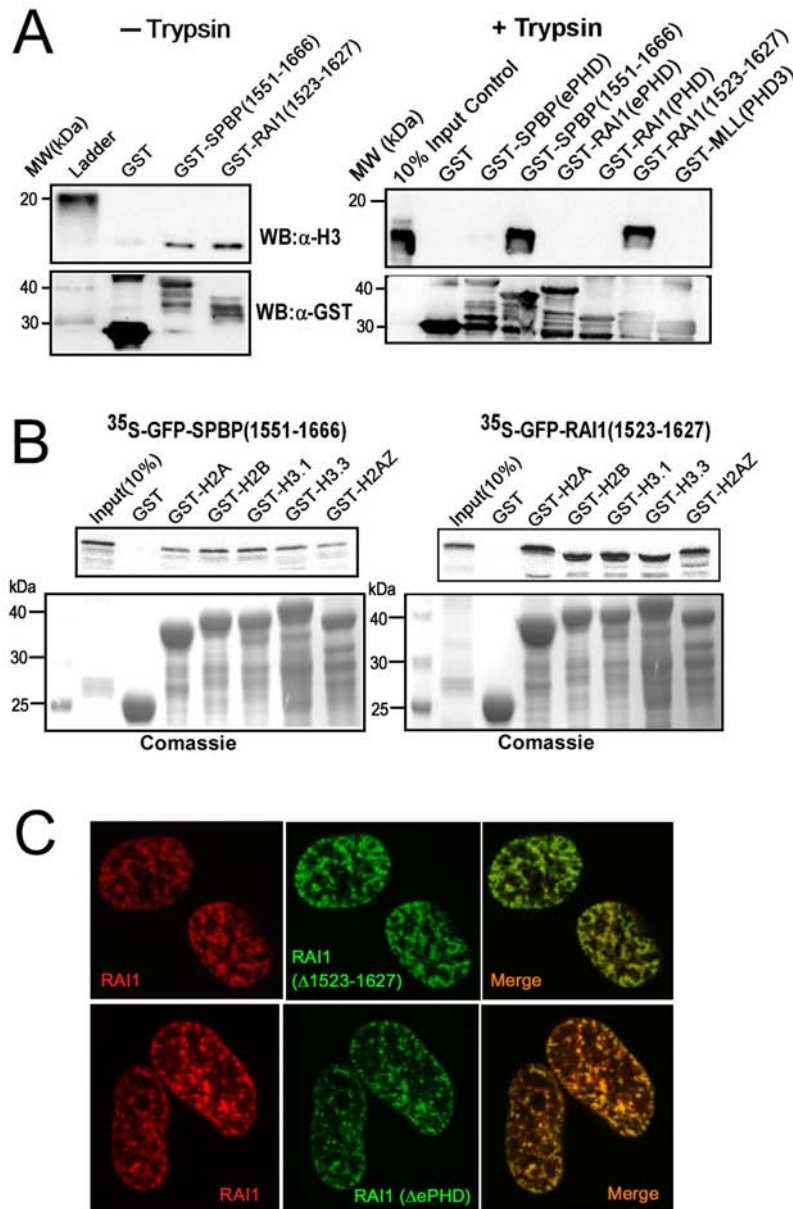 A
– Trypsin
+ Trypsin
MW(kDa)
Ladder
GST
GST-SPBP(1551-1666)
GST-RAI1(1523-1627)
MW (kDa)
10% Input Control
GST
GST-SPBP(ePHD)
GST-SPBP(1551-1666)
GST-RAI1(ePHD)
GST-RAI1(PHD)
GST-RAI1(1523-1627)
GST-MLL(PHD3)
20
WB:α-H3
20
40
30
WB:α-GST
40
30
B
35S-GFP-SPBP(1551-1666)
35S-GFP-RAI1(1523-1627)
Input(10%)
GST
GST-H2A
GST-H2B
GST-H3.1
GST-H3.3
GST-H2AZ
Input(10%)
GST
GST-H2A
GST-H2B
GST-H3.1
GST-H3.3
GST-H2AZ
kDa
40
30
25
kDa
40
30
25
Comassie
Comassie
C
RAI1
RAI1
(Δ1523-1627)
Merge
RAI1
RAI1 (ΔePHD)
Merge